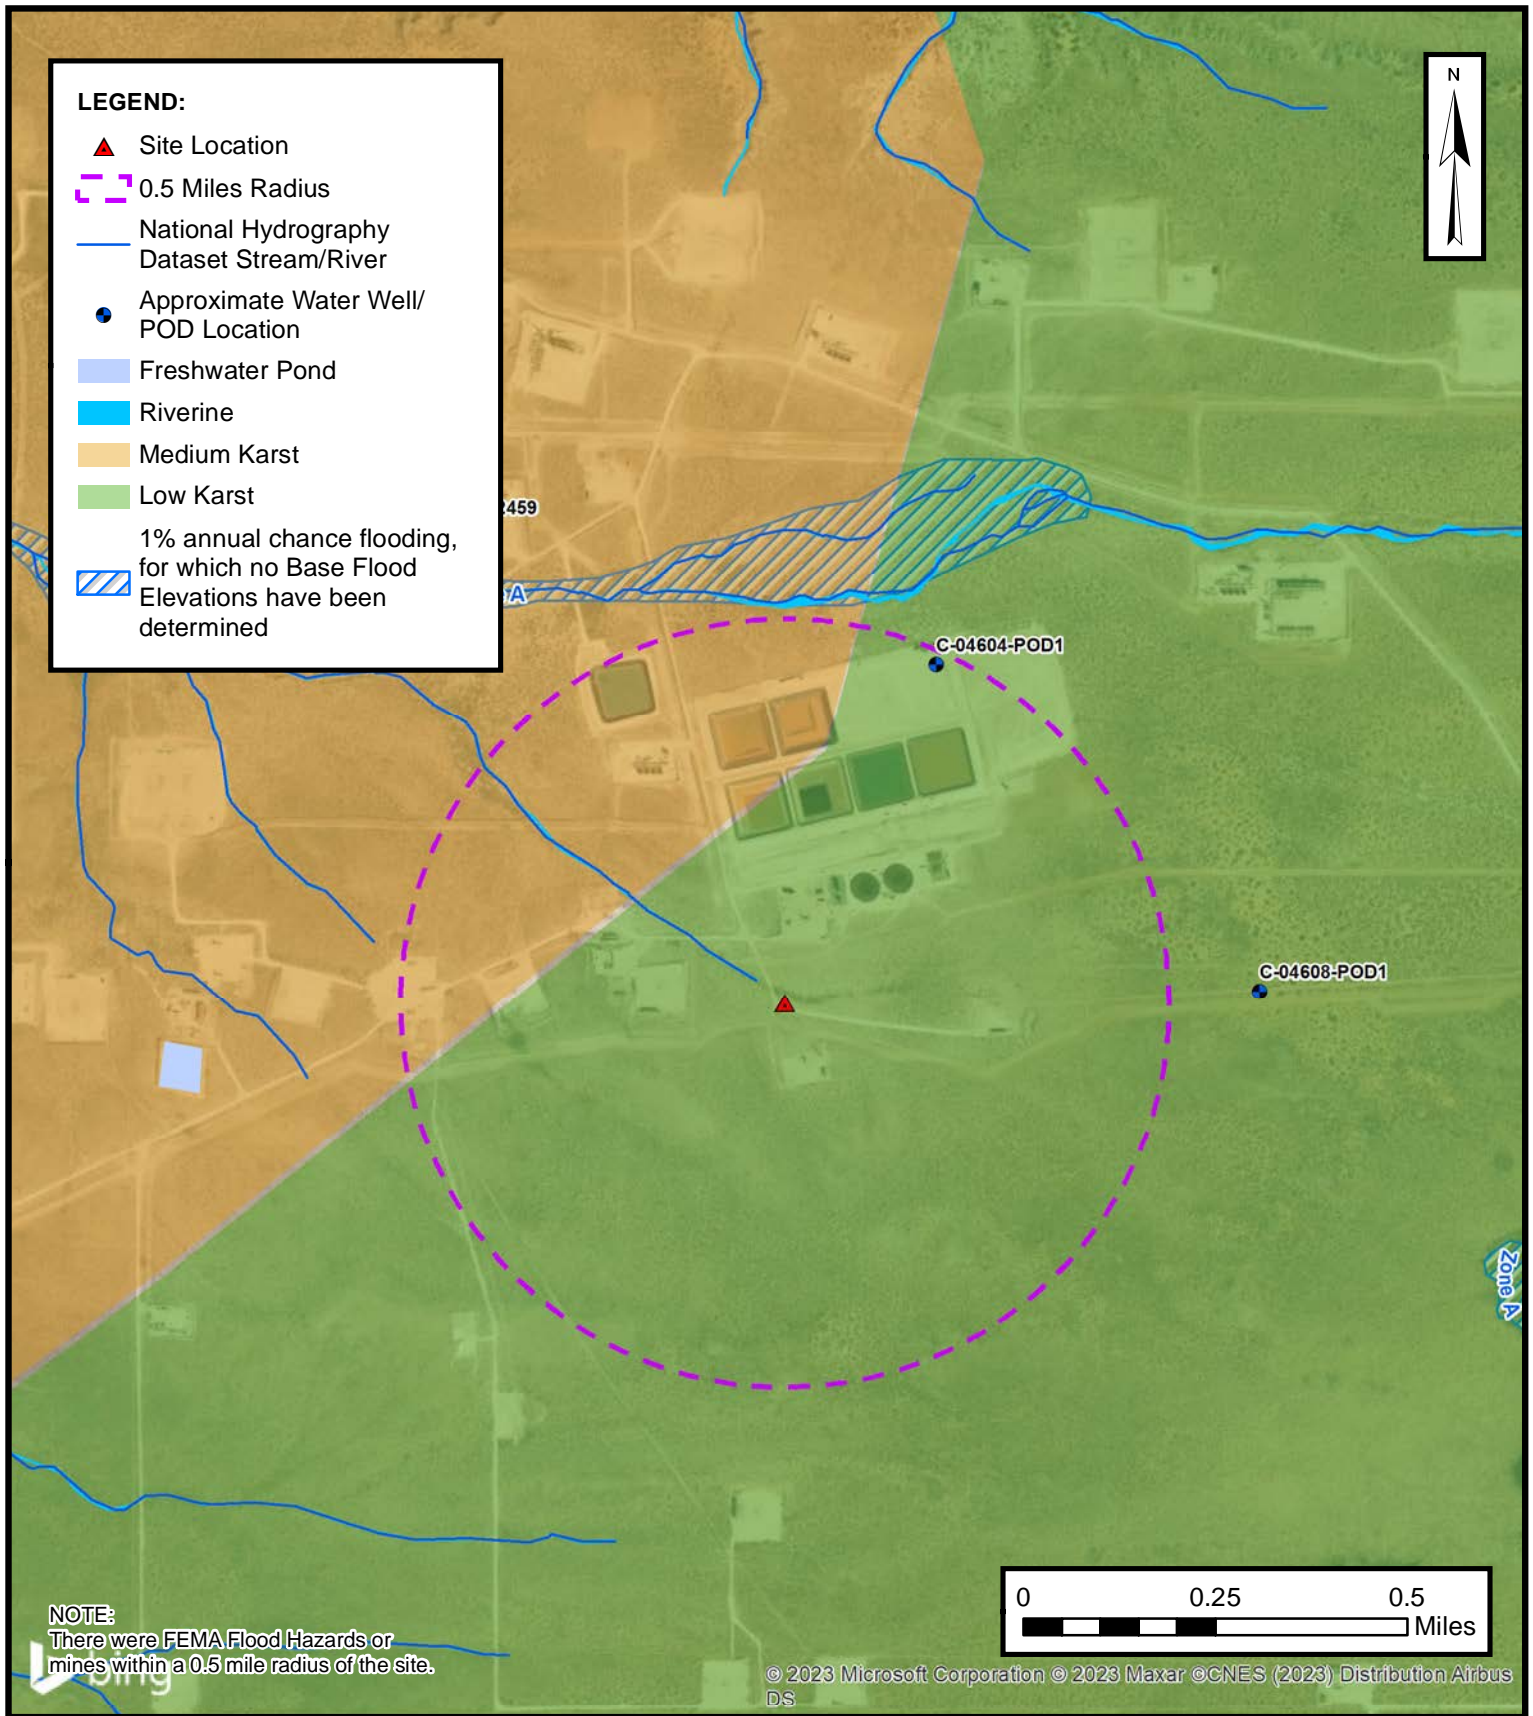 LEGEND:
Site Location
0.5 Miles Radius
National Hydrography
Dataset Stream/River
Approximate Water Well/
POD Location
Freshwater Pond
Riverine
Medium Karst
Low Karst
1% annual chance flooding,
for which no Base Flood
Elevations have been
determined
N
2459
A
C-04604-POD1
C-04608-POD1
Zone A
0 0.25 0.5
Miles
NOTE:
There were FEMA Flood Hazards or
mines within a 0.5 mile radius of the site.
bing
© 2023 Microsoft Corporation © 2023 Maxar ©CNES (2023) Distribution Airbus
DS